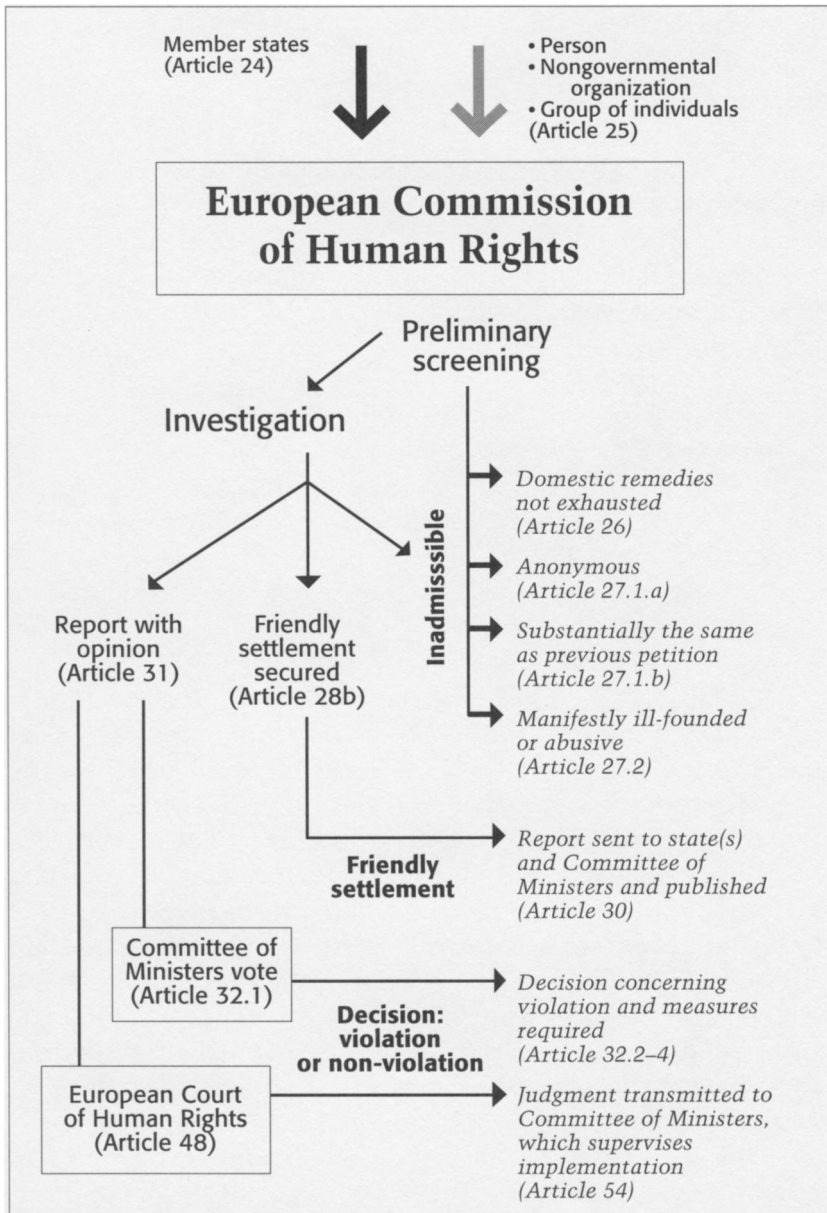 Member states
(Article 24)
• Person
• Nongovernmental
organization
• Group of individuals
(Article 25)
European Commission
of Human Rights
Preliminary
screening
Investigation
Inadmisssible
Domestic remedies
not exhausted
(Article 26)
Anonymous
(Article 27.1.a)
Substantially the same
as previous petition
(Article 27.1.b)
Manifestly ill-founded
or abusive
(Article 27.2)
Report with
opinion
(Article 31)
Friendly
settlement
secured
(Article 28b)
Friendly
settlement
Report sent to state(s)
and Committee of
Ministers and published
(Article 30)
Committee of
Ministers vote
(Article 32.1)
Decision:
violation
or non-violation
Decision concerning
violation and measures
required
(Article 32.2–4)
European Court
of Human Rights
(Article 48)
Judgment transmitted to
Committee of Ministers,
which supervises
implementation
(Article 54)